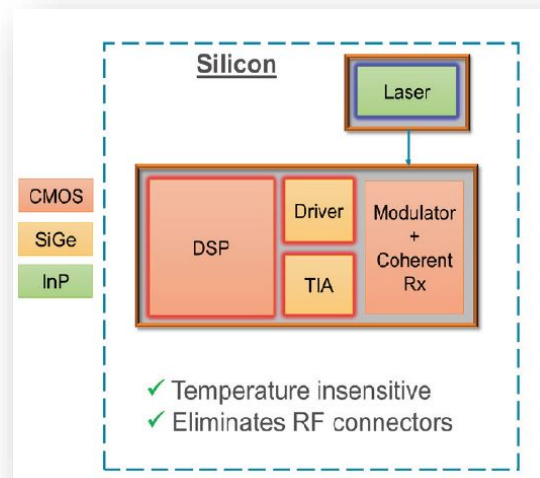 Silicon
Laser
CMOS
SiGe
InP
DSP
Driver
TIA
Modulator
+
Coherent
Rx
✓ Temperature insensitive
✓ Eliminates RF connectors